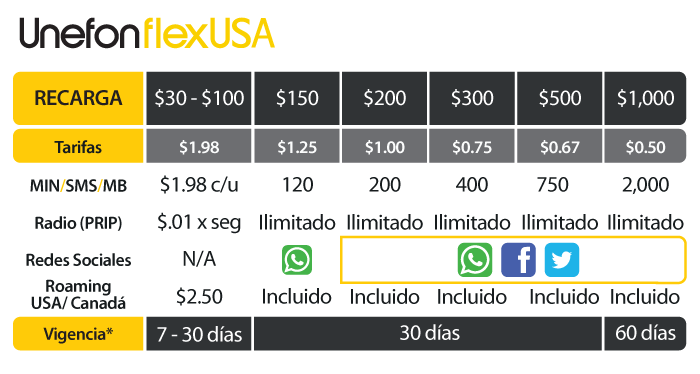 UnefonflexUSA
RECARGA $30 - $100 $150 $200 $300 $500 $1,000
Tarifas $1.98 $1.25 $1.00 $0.75 $0.67 $0.50
MIN/SMS/MB $1.98 c/u 120 200 400 750 2,000
Radio (PRIP) $.01 x seg Ilimitado Ilimitado Ilimitado Ilimitado Ilimitado
Redes Sociales N/A
Roaming
USA/ Canadá $2.50 Incluido Incluido Incluido Incluido Incluido
Vigencia* 7 - 30 días 30 días 60 días